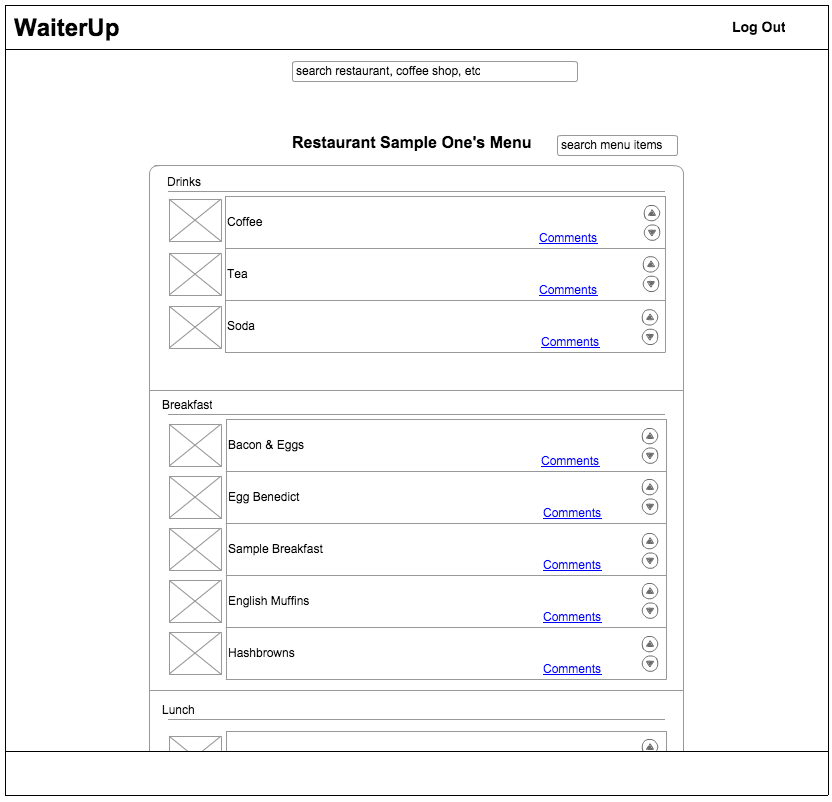 WaiterUp
Log Out
search restaurant, coffee shop, etc
Restaurant Sample One's Menu
search menu items
Drinks
Coffee
Comments
Tea
Comments
Soda
Comments
Breakfast
Bacon & Eggs
Comments
Egg Benedict
Comments
Sample Breakfast
Comments
English Muffins
Comments
Hashbrowns
Comments
Lunch